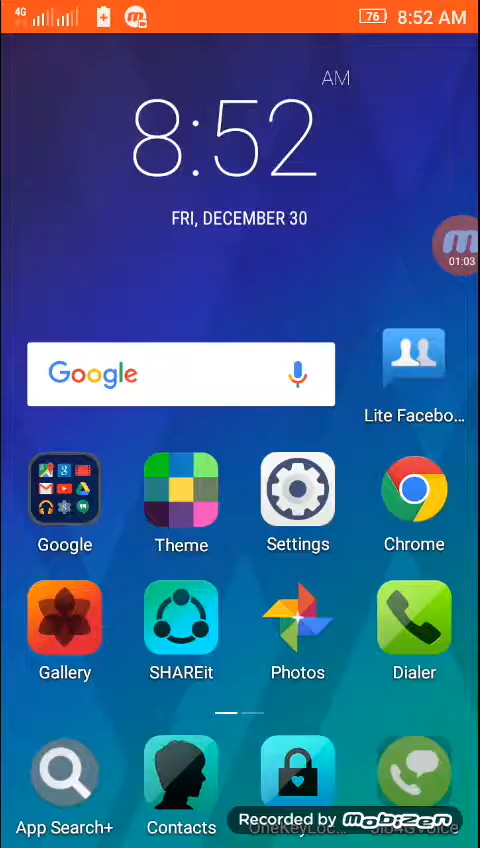 4G
76
8:52 AM
AM
8:52
FRI, DECEMBER 30
01:03
Google
Lite Facebo...
Google
Theme
Settings
Chrome
Gallery
SHAREit
Photos
Dialer
App Search+
Contacts
Recorded by Mobizen